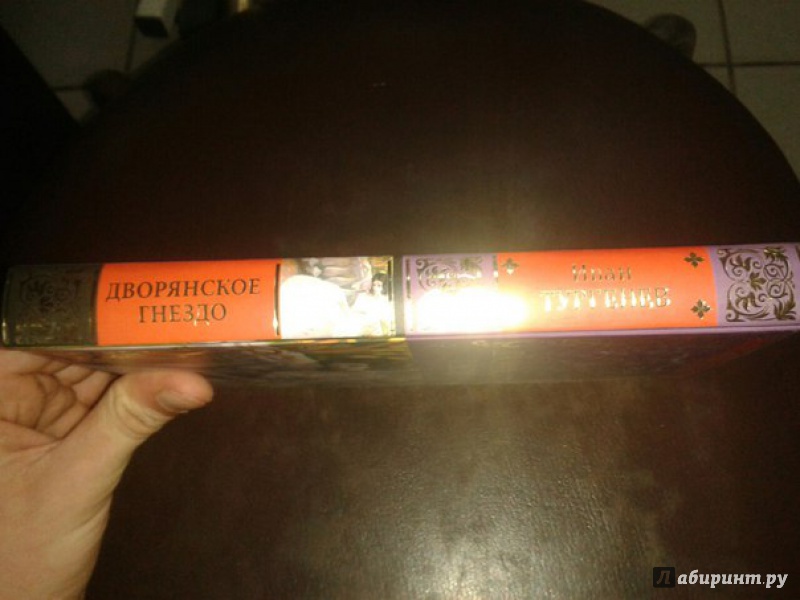 ДВОРЯНСКОЕ
ГНЕЗДО
Иван
ТУРГЕНЕВ
Лабиринт.ру